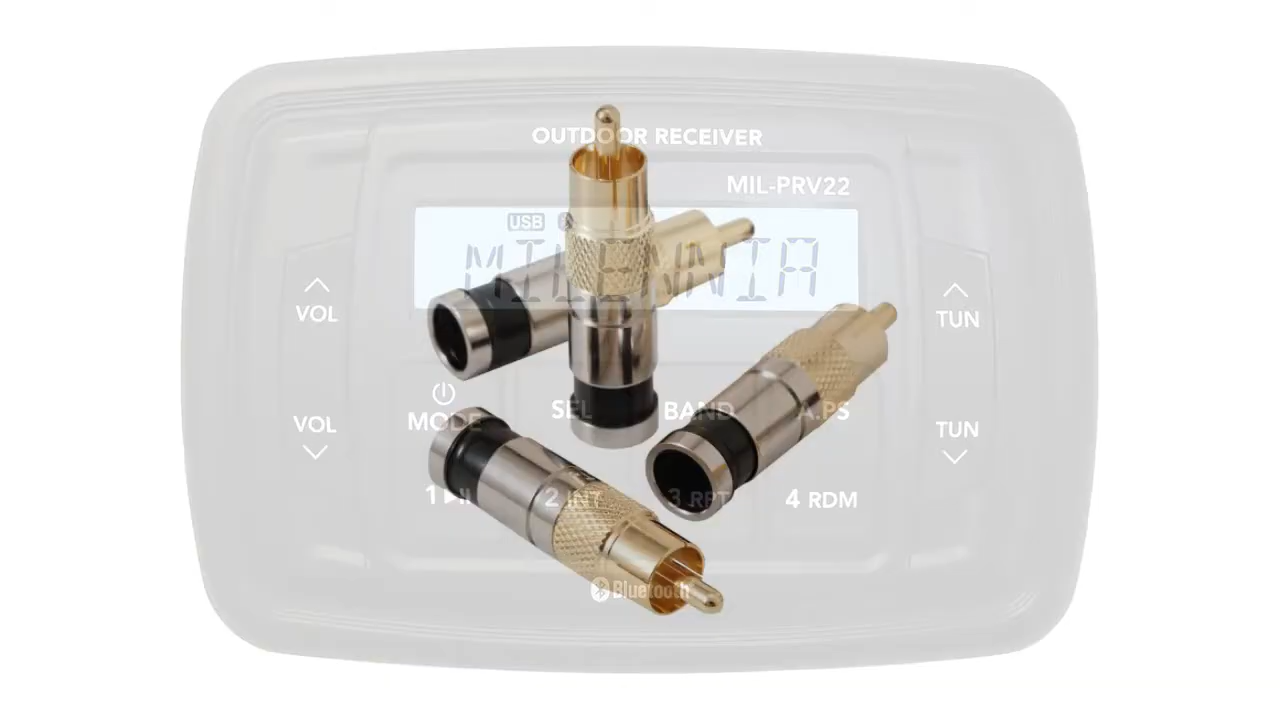 OUTDOOR RECEIVER
MIL-PRV22
USB
MILENNIA
VOL
TUN
MODE
SEL
BAND
A.PS
VOL
TUN
1
2 INT
3 RPT
4 RDM
Bluetooth